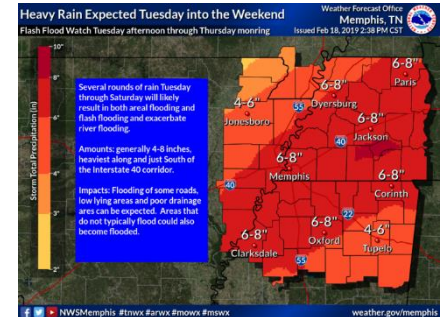 Heavy Rain Expected Tuesday into the Weekend
Flash Flood Watch Tuesday afternoon through Thursday monring
Weather Forecast Office
Memphis, TN
Issued Feb 18, 2019 2:38 PM CST
Storm Total Precipitation (in)
10"
8"
6"
4"
2"
Several rounds of rain Tuesday
through Saturday will likely
result in both areal flooding and
flash flooding and exacerbate
river flooding.
Amounts: generally 4-8 inches,
heaviest along and just South of
the Interstate 40 corridor.
Impacts: Flooding of some roads,
low lying areas and poor drainage
ares can be expected. Areas that
do not typically flood could also
become flooded.
6-8"
Paris
6-8"
Dyersburg
4-6"
Jonesboro
55
6-8"
Jackson
40
6-8"
Memphis
40
6-8"
Corinth
22
6-8"
Oxford
4-6"
Tupelo
6-8"
Clarksdale
55
NWSMemphis #tnwx #arwx #mowx #mswx
weather.gov/memphis